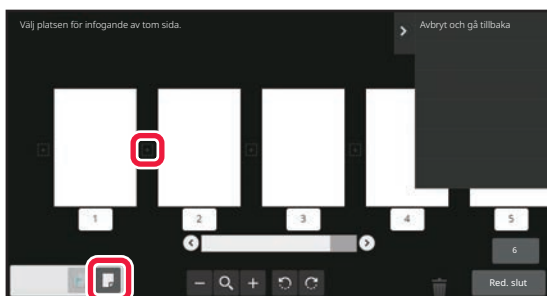 Välj platsen för infogande av tom sida.
Avbryt och gå tillbaka
1
2
3
4
5
6
Red. slut